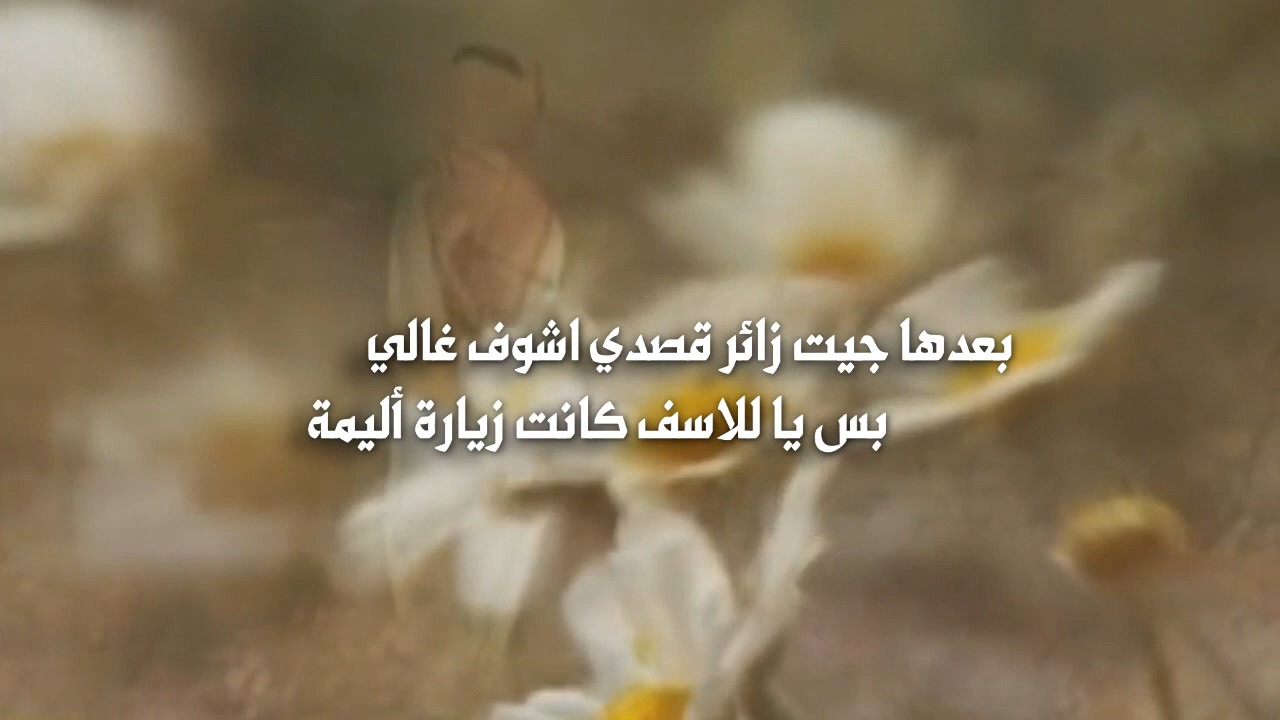 بعدها جيت زائر قصدي اشوف غالي
بس يا للاسف كانت زيارة أليمة